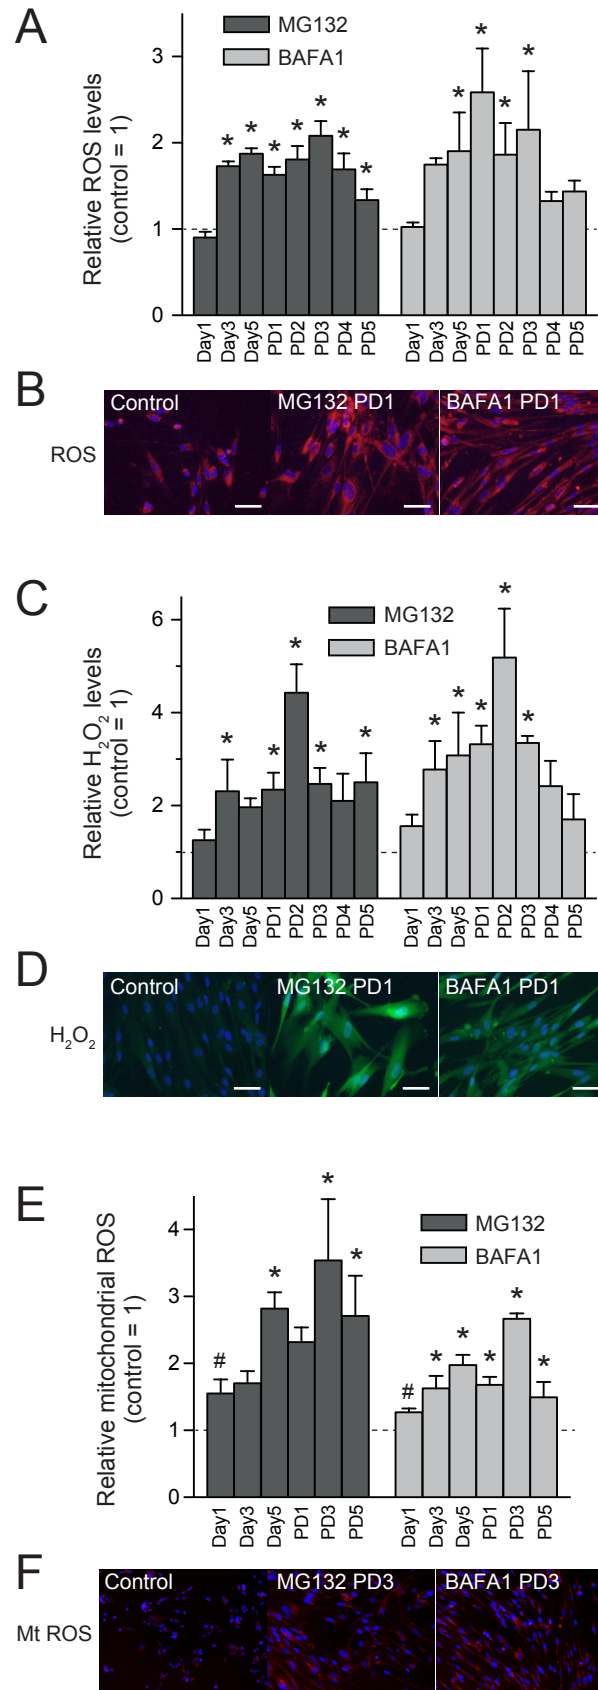 A
MG132
BAFA1
Relative ROS levels
(control = 1)
3
2
1
0
* * * * * * *
* * * *
Day1 Day3 Day5 PD1 PD2 PD3 PD4 PD5
Day1 Day3 Day5 PD1 PD2 PD3 PD4 PD5
B
ROS
Control
MG132 PD1
BAFA1 PD1
C
MG132
BAFA1
Relative H2O2 levels
(control = 1)
6
4
2
0
* * * * *
* * * * *
Day1 Day3 Day5 PD1 PD2 PD3 PD4 PD5
Day1 Day3 Day5 PD1 PD2 PD3 PD4 PD5
D
H2O2
Control
MG132 PD1
BAFA1 PD1
E
MG132
BAFA1
Relative mitochondrial ROS
(control = 1)
4
3
2
1
0
# * * *
# * * * * *
Day1 Day3 Day5 PD1 PD3 PD5
Day1 Day3 Day5 PD1 PD3 PD5
F
Mt ROS
Control
MG132 PD3
BAFA1 PD3